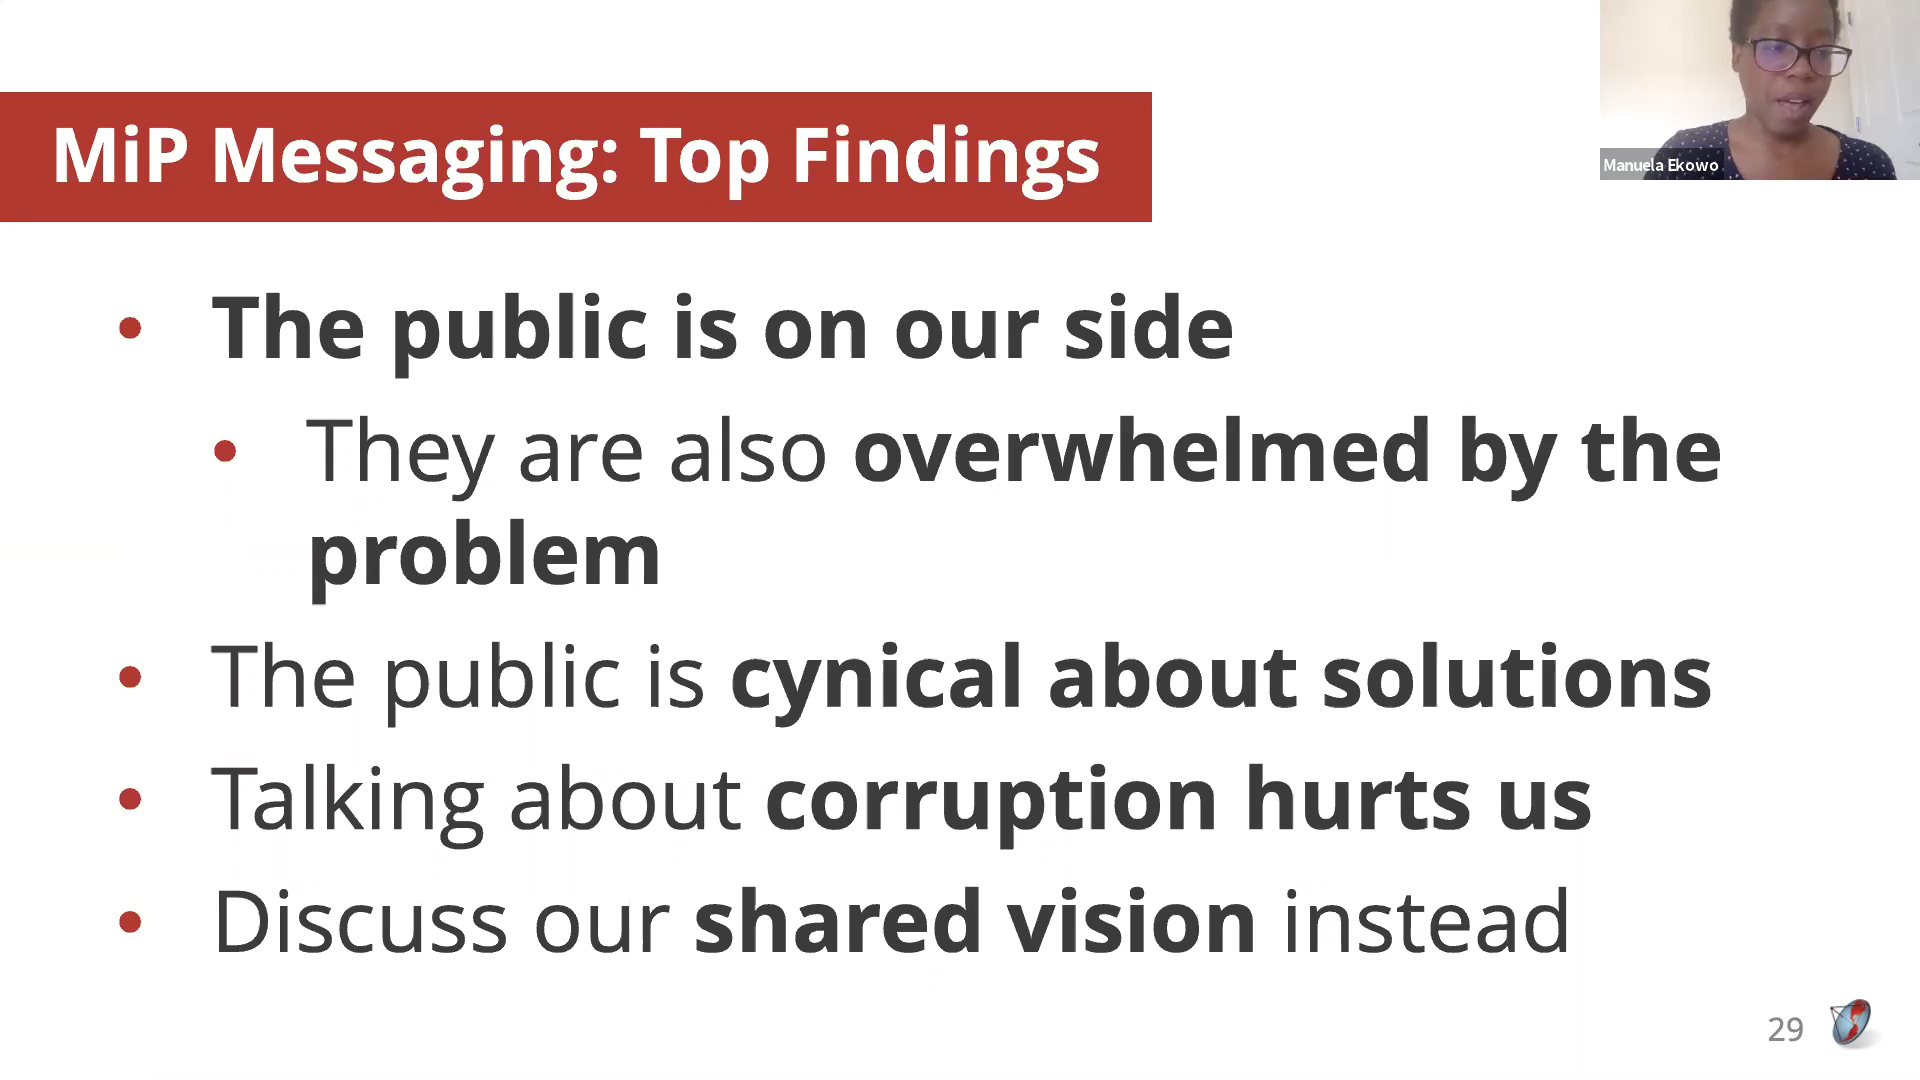 MiP Messaging: Top Findings
Manuela Ekowo
• The public is on our side
• They are also overwhelmed by the
problem
• The public is cynical about solutions
• Talking about corruption hurts us
• Discuss our shared vision instead
29